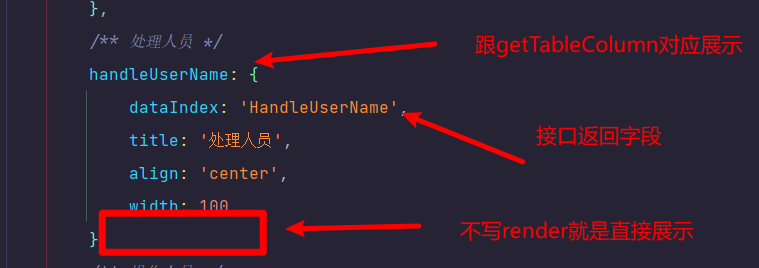 },
/** 处理人员 */
跟getTableColumn对应展示
handleUserName: {
dataIndex: 'HandleUserName',
接口返回字段
title: '处理人员',
align: 'center',
width: 100
不写render就是直接展示
}